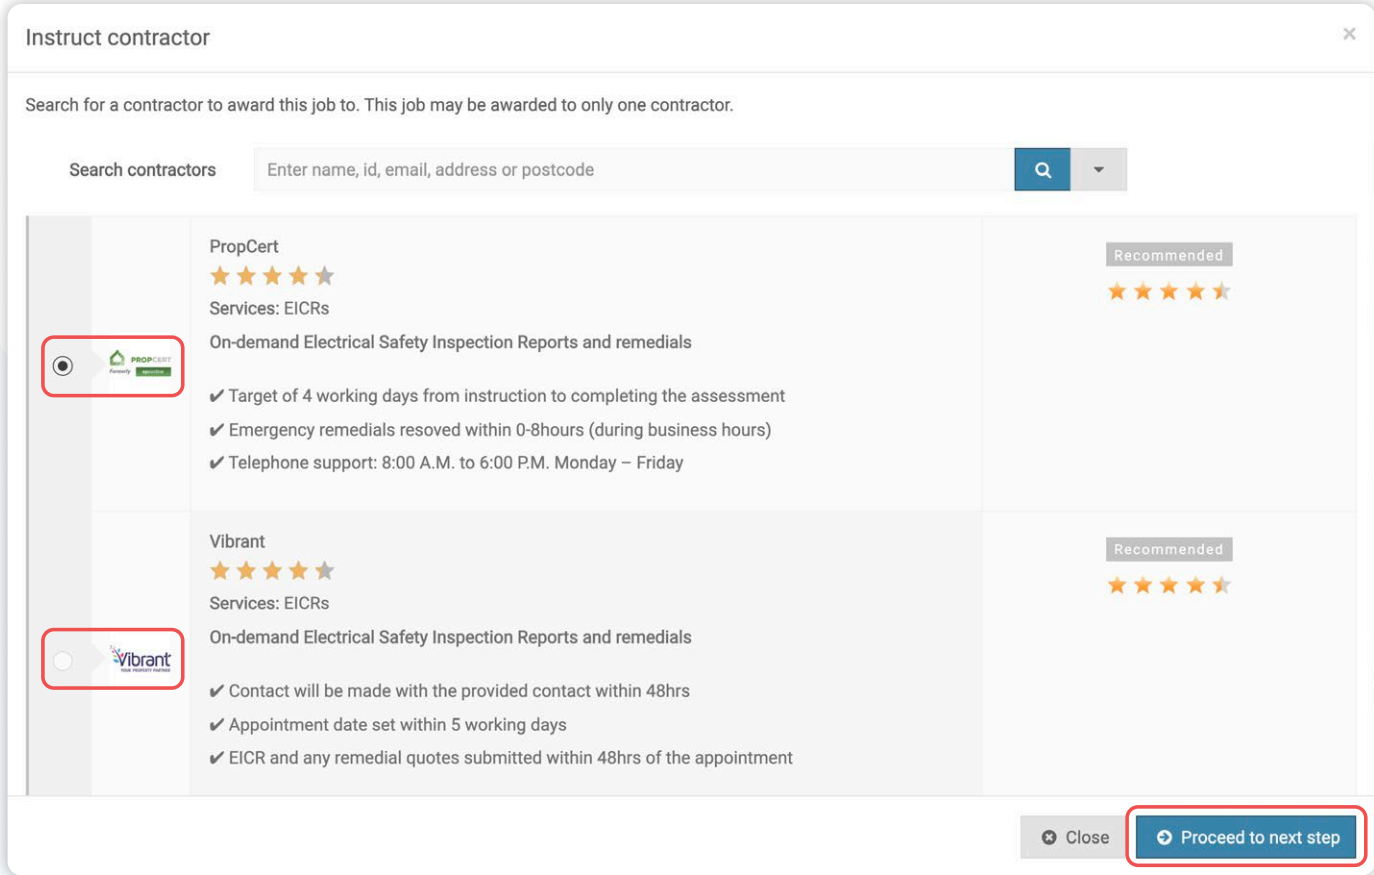 Instruct contractor
×
Search for a contractor to award this job to. This job may be awarded to only one contractor.
Search contractors
Enter name, id, email, address or postcode
PropCert
Recommended
Services: EICRs
On-demand Electrical Safety Inspection Reports and remedials
PROPCERT
Formerly
✔ Target of 4 working days from instruction to completing the assessment
✔ Emergency remedials resoved within 0-8hours (during business hours)
✔ Telephone support: 8:00 A.M. to 6:00 P.M. Monday – Friday
Vibrant
Recommended
Services: EICRs
On-demand Electrical Safety Inspection Reports and remedials
Vibrant
YOUR PROPERTY PARTNER
✔ Contact will be made with the provided contact within 48hrs
✔ Appointment date set within 5 working days
✔ EICR and any remedial quotes submitted within 48hrs of the appointment
Close
Proceed to next step